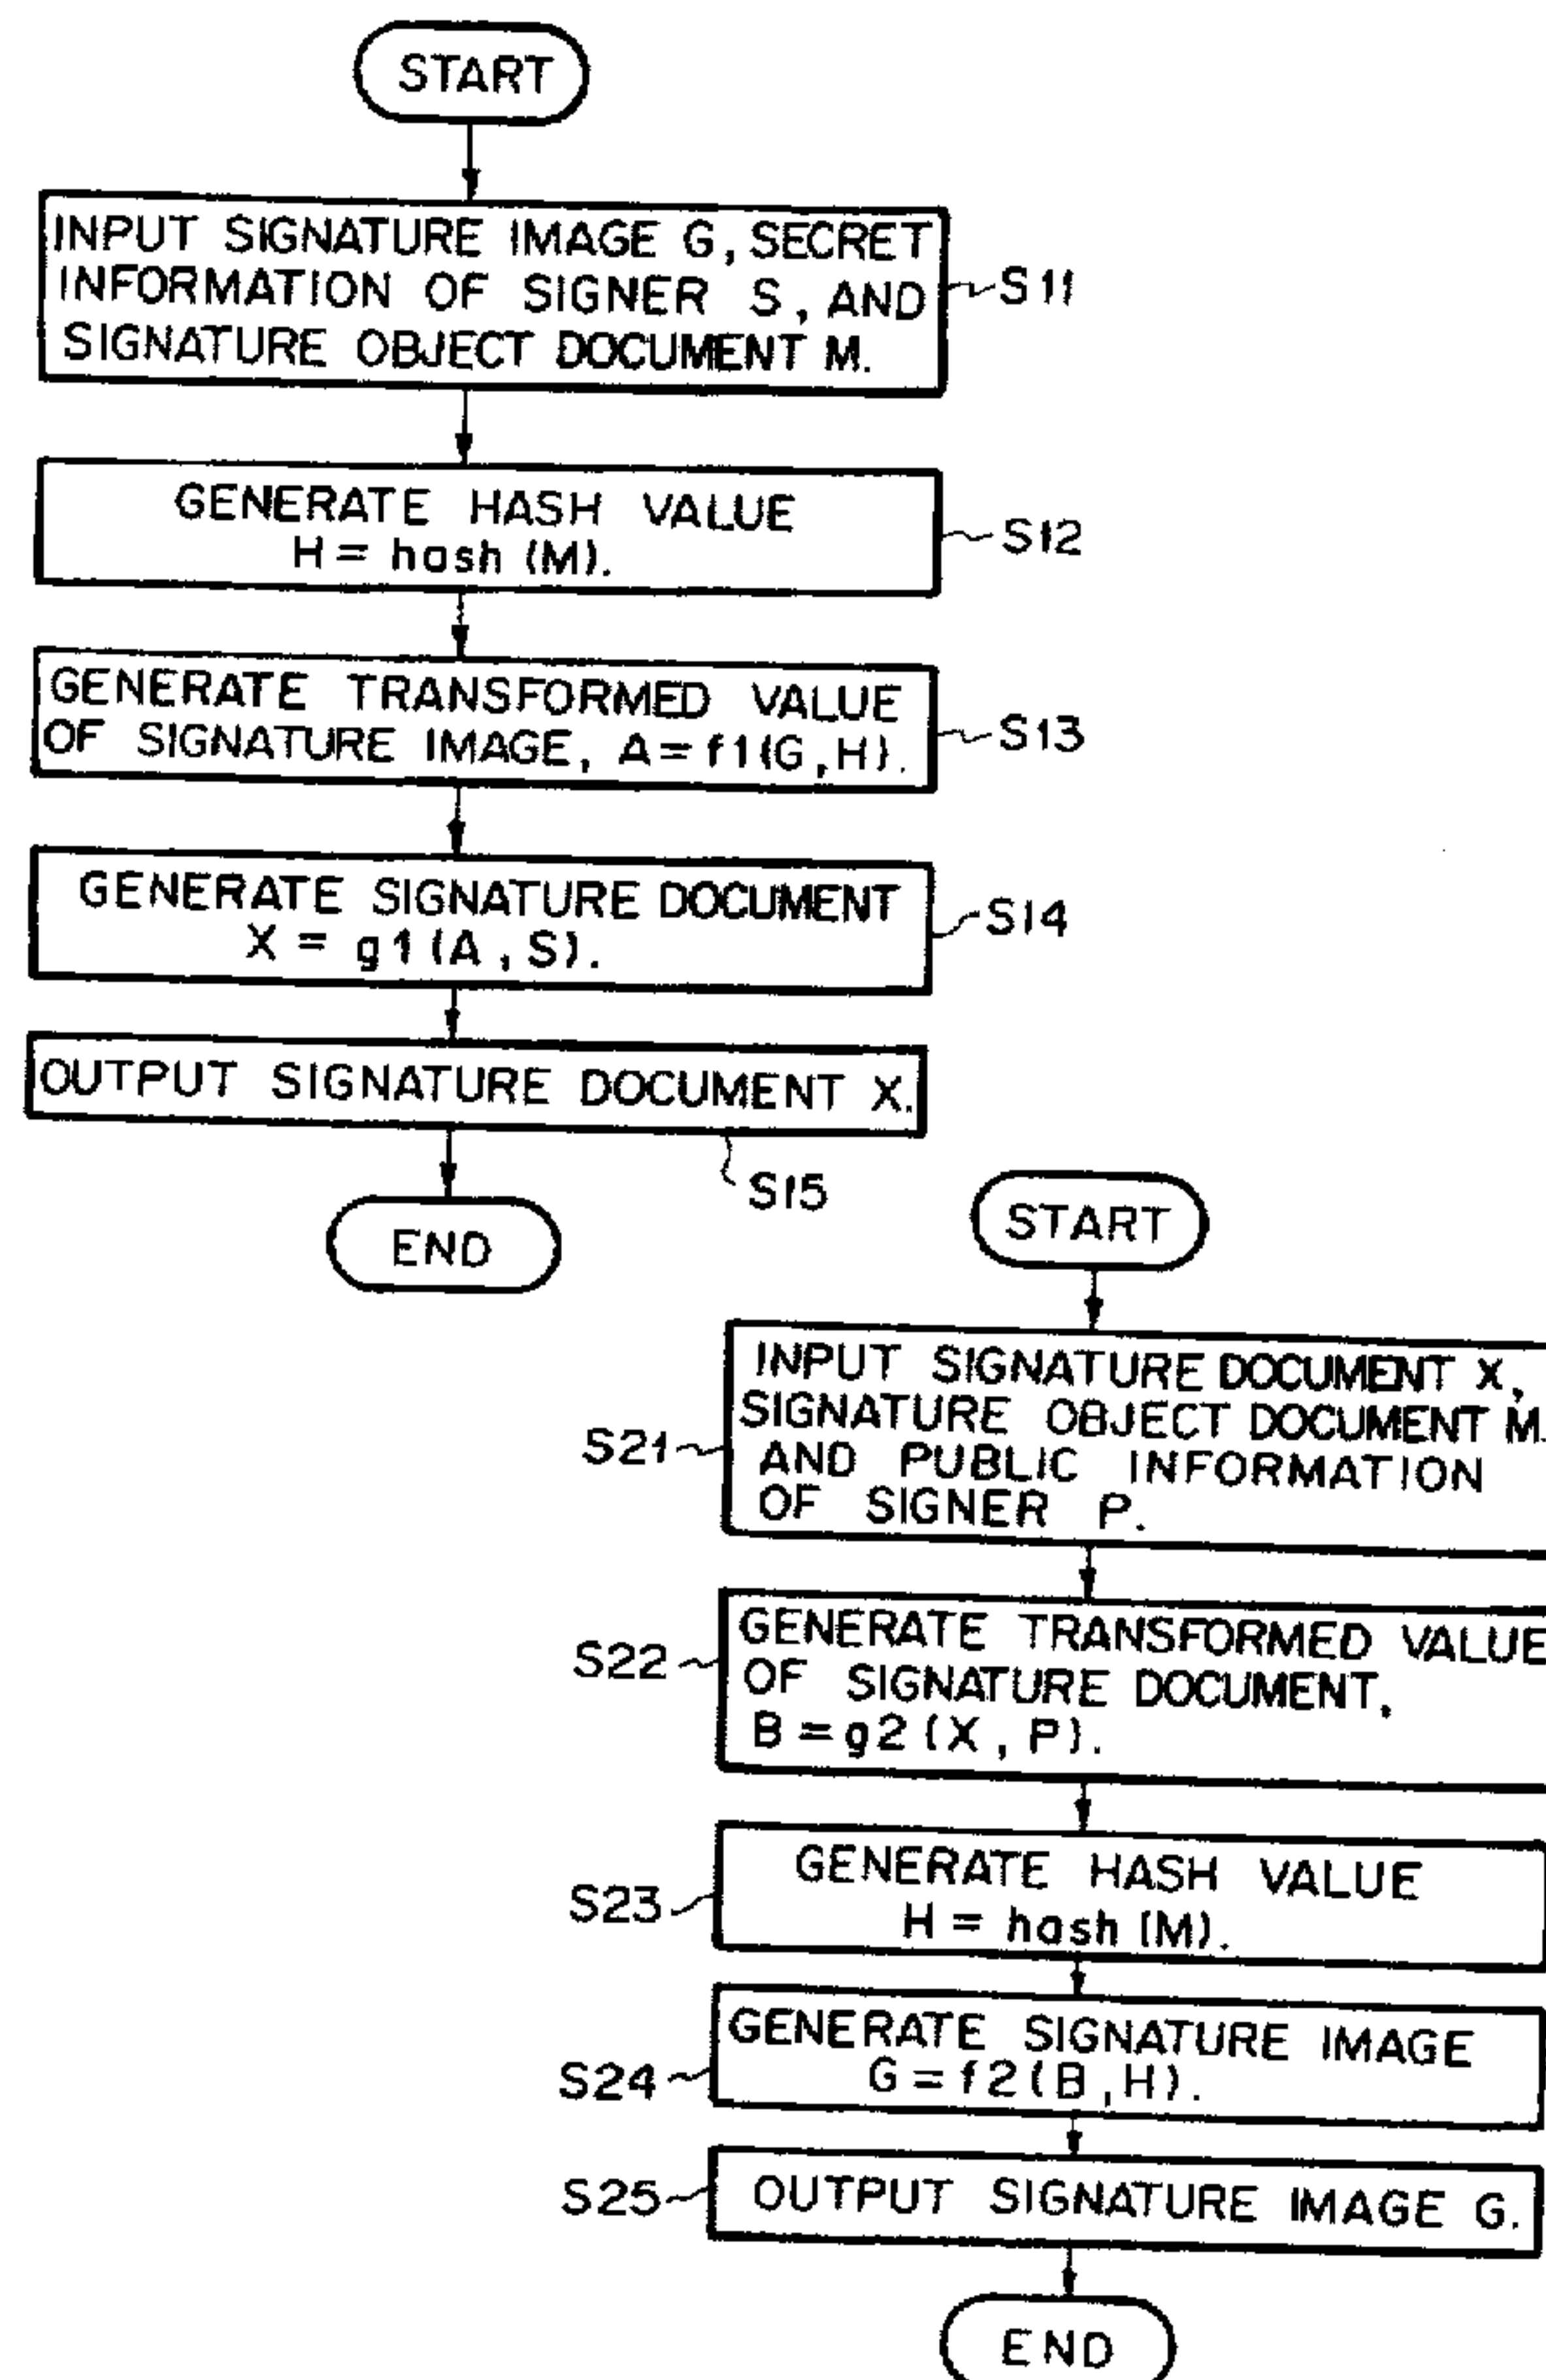 START
INPUT SIGNATURE IMAGE G, SECRET
INFORMATION OF SIGNER S, AND
SIGNATURE OBJECT DOCUMENT M.
S11
GENERATE HASH VALUE
H = hash (M).
S12
GENERATE TRANSFORMED VALUE
OF SIGNATURE IMAGE, A = f1(G, H).
S13
GENERATE SIGNATURE DOCUMENT
X = g1 (A, S).
S14
OUTPUT SIGNATURE DOCUMENT X.
S15
END
START
INPUT SIGNATURE DOCUMENT X,
SIGNATURE OBJECT DOCUMENT M.
AND PUBLIC INFORMATION
OF SIGNER P.
S21
GENERATE TRANSFORMED VALUE
OF SIGNATURE DOCUMENT,
B = g2 (X, P).
S22
GENERATE HASH VALUE
H = hash (M).
S23
GENERATE SIGNATURE IMAGE
G = f2(B, H).
S24
OUTPUT SIGNATURE IMAGE G.
S25
END